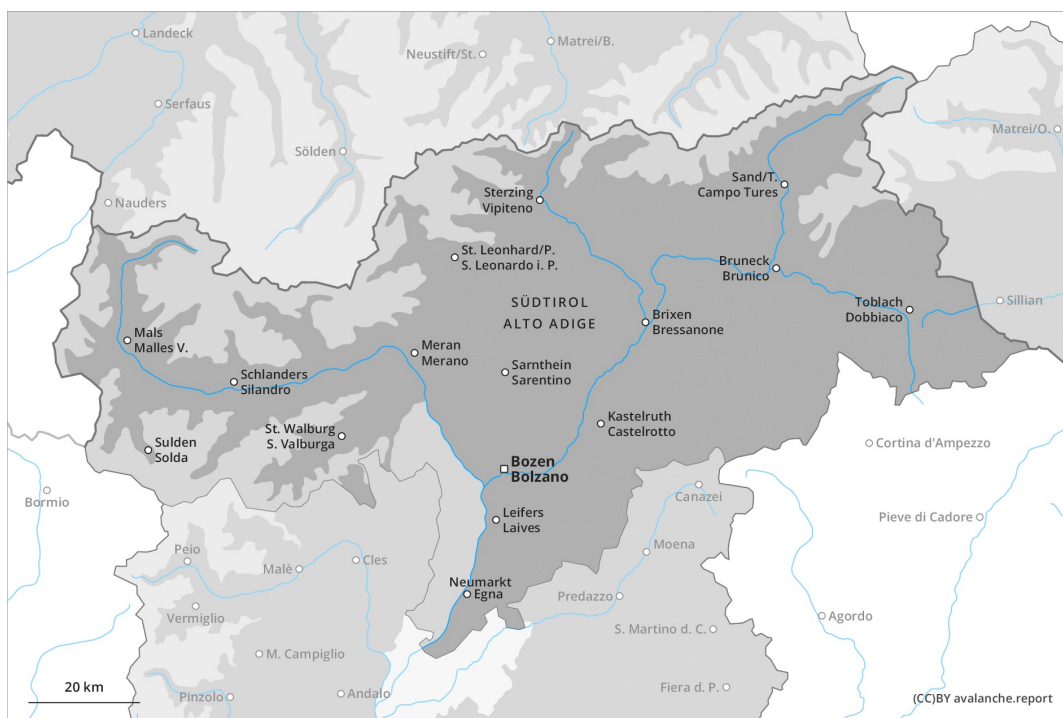 Landeck
Matrei/B.
Neustift/St.
Serfaus
Matrei/O.
Sölden
Sand/T.
Campo Tures
Sterzing
Vipiteno
Nauders
St. Leonhard/P.
S. Leonardo i. P.
Bruneck
Brunico
SÜDTIROL
ALTO ADIGE
Toblach
Dobbiaco
Sillian
Brixen
Bressanone
Mals
Malles V.
Meran
Merano
Sarnthein
Sarentino
Schlanders
Silandro
Kastelruth
Castelrotto
St. Walburg
S. Valburga
Sulden
Solda
Cortina d'Ampezzo
Bozen
Bolzano
Bormio
Canazei
Leifers
Laives
Pieve di Cadore
Peio
Malè
Cles
Moena
Neumarkt
Egna
Predazzo
Vermiglio
Agordo
S. Martino d. C.
M. Campiglio
20 km
Pinzolo
Andalo
Fiera d. P.
(CC)BY avalanche.report